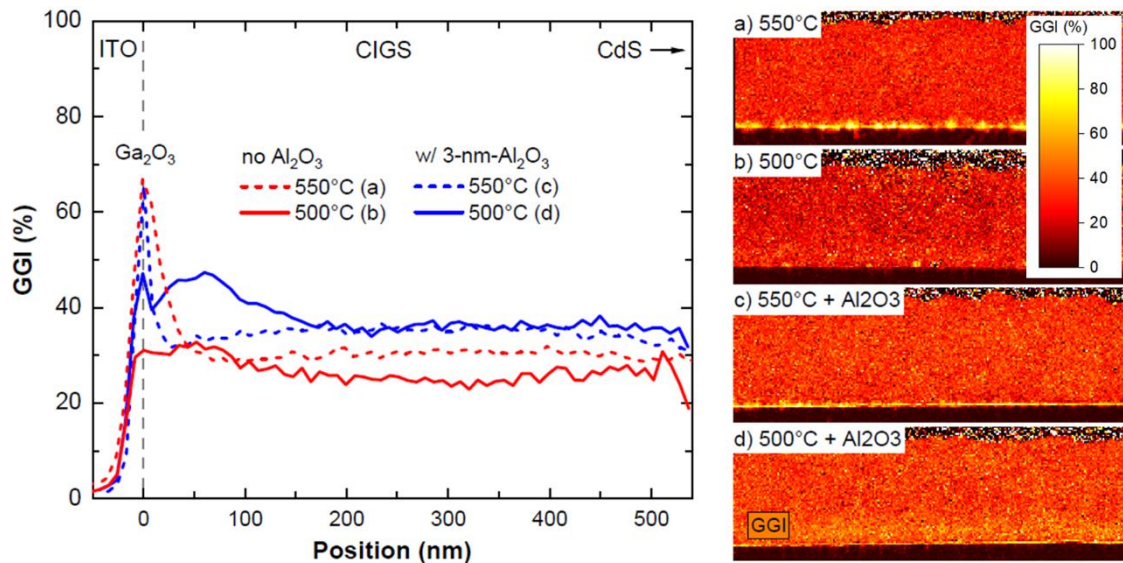 100
80
60
40
20
0
GGI (%)
ITO
CIGS
CdS →
Ga₂O₃
no Al₂O₃
w/ 3-nm-Al₂O₃
550°C (a)
550°C (c)
500°C (b)
500°C (d)
0
100
200
300
400
500
Position (nm)
a) 550°C
GGI (%)
100
80
60
40
20
0
b) 500°C
c) 550°C + Al2O3
d) 500°C + Al2O3
GGI